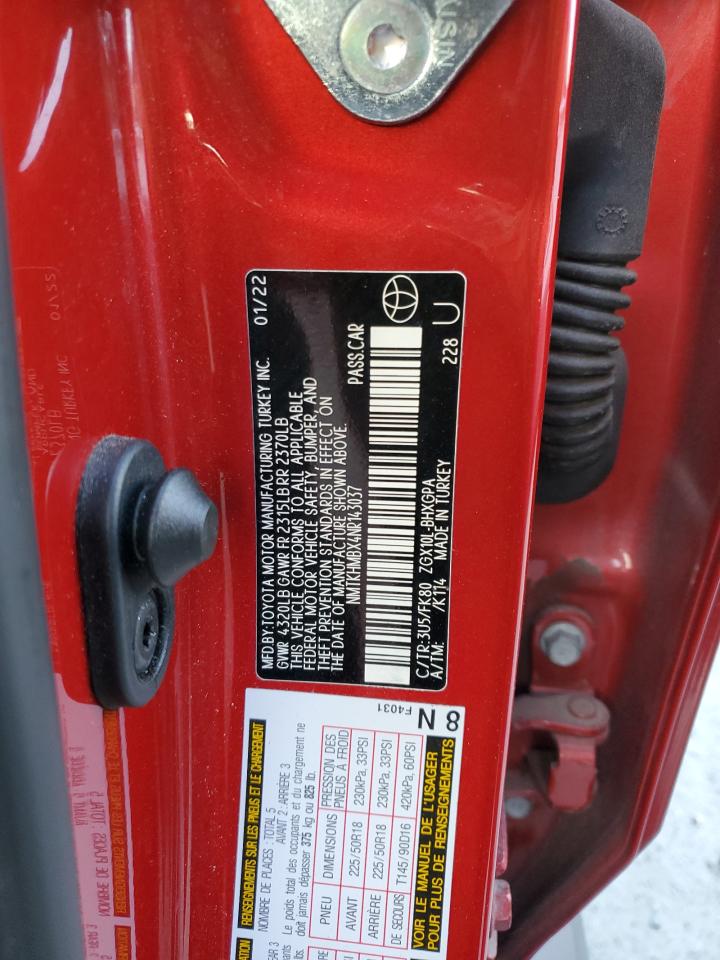 USIN
MFD.BY:TOYOTA MOTOR MANUFACTURING TURKEY INC. 01/22
GVWR 4320LB GAWR FR 2315LB RR 2370LB
THIS VEHICLE CONFORMS TO ALL APPLICABLE
FEDERAL MOTOR VEHICLE SAFETY, BUMPER, AND
THEFT PREVENTION STANDARDS IN EFFECT ON
THE DATE OF MANUFACTURE SHOWN ABOVE.
NMTKHMBX4NR143037 PASS.CAR
C/TR:3U5/FK80 ZGX10L-BHXGPA
A/TM: /K114 MADE IN TURKEY 228 U
RENSEIGNEMENTS SUR LES PNEUS ET LE CHARGEMENT
NOMBRE DE PLACES : TOTAL 5
AVANT 2 : ARRIÈRE 3
Le poids total des occupants et du chargement ne
doit jamais dépasser 375 kg ou 825 lb.
PNEU DIMENSIONS PRESSION DES PNEUS À FROID
AVANT 225/50R18 230kPa, 33PSI
ARRIÈRE 225/50R18 230kPa, 33PSI
DE SECOURS T145/90D16 420kPa, 60PSI
VOIR LE MANUEL DE L'USAGER
POUR PLUS DE RENSEIGNEMENTS
8 N
T-4031